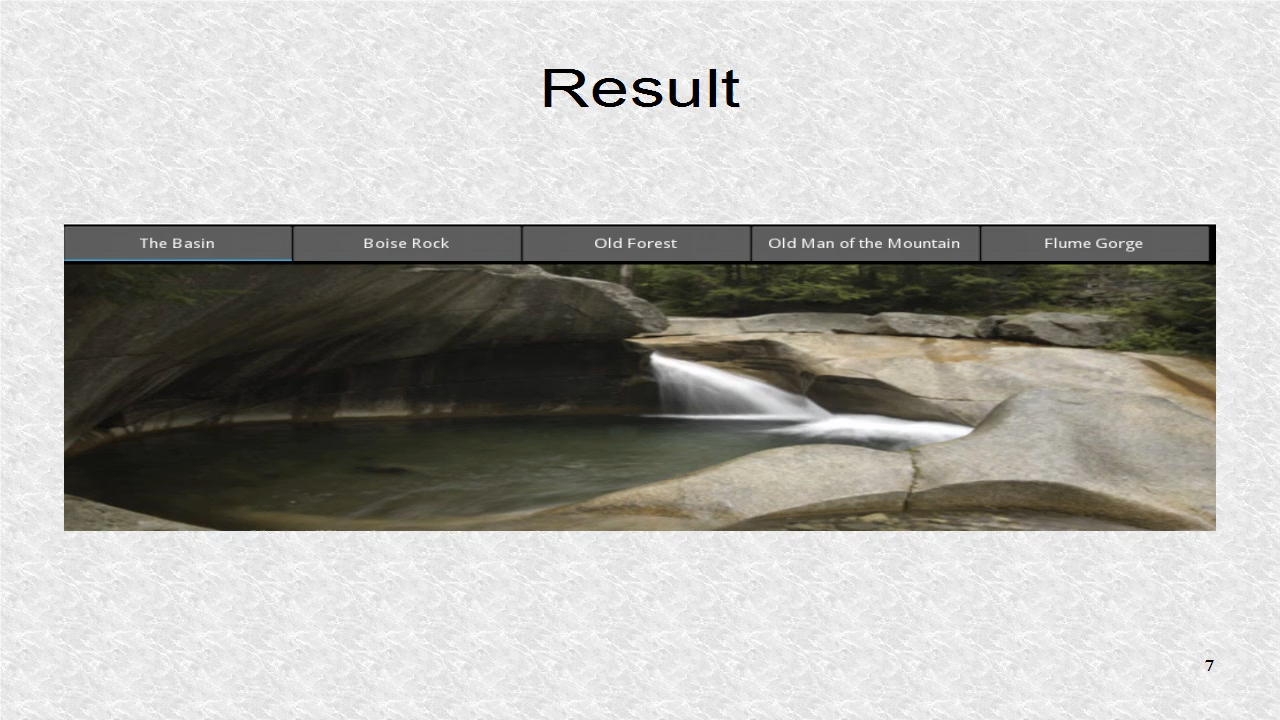 Result
The Basin Boise Rock Old Forest Old Man of the Mountain Flume Gorge
7